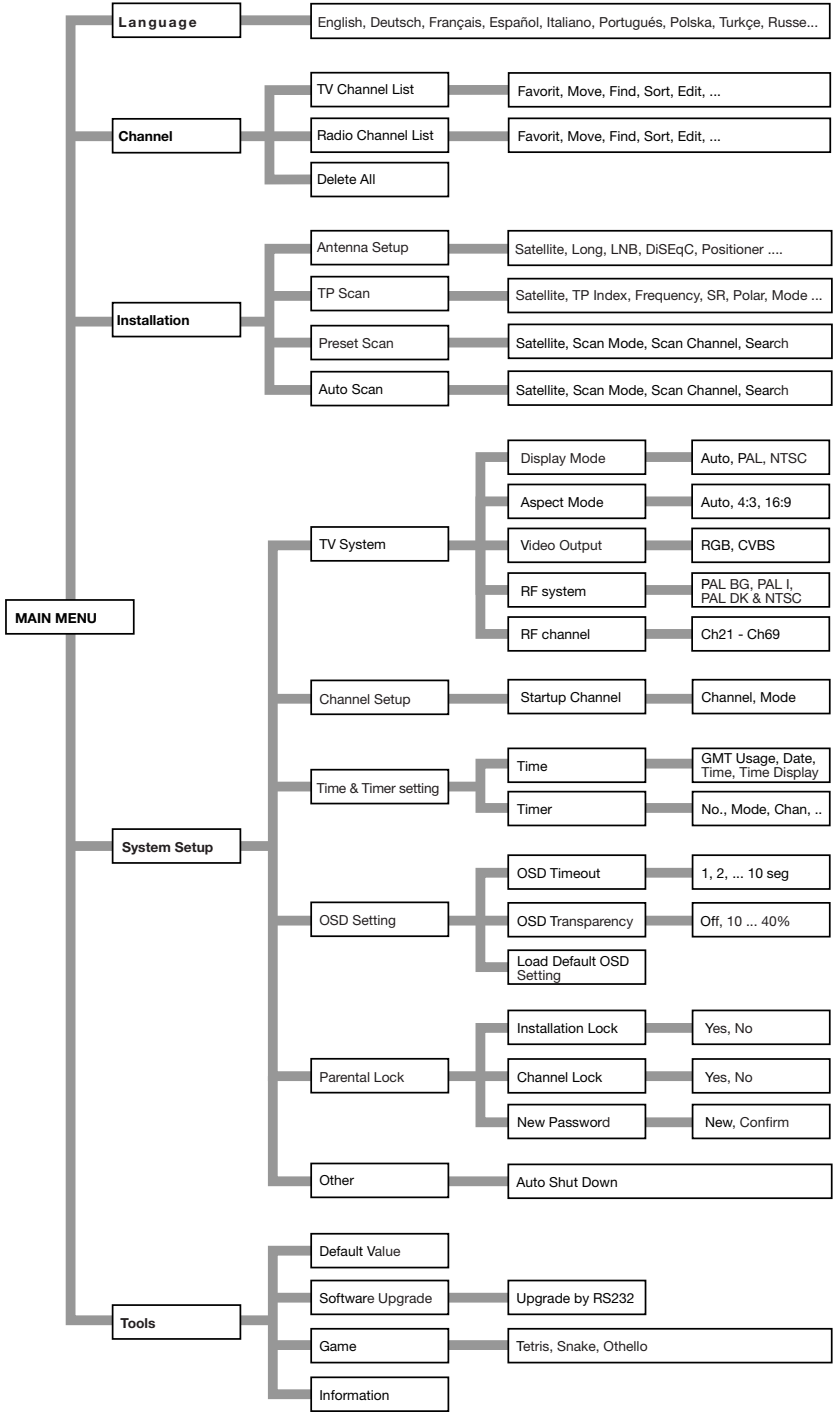 Language
English, Deutsch, Français, Español, Italiano, Portugués, Polska, Turkçe, Russe...
Channel
TV Channel List
Favorit, Move, Find, Sort, Edit, ...
Radio Channel List
Favorit, Move, Find, Sort, Edit, ...
Delete All
Installation
Antenna Setup
Satellite, Long, LNB, DiSEqC, Positioner ....
TP Scan
Satellite, TP Index, Frequency, SR, Polar, Mode ...
Preset Scan
Satellite, Scan Mode, Scan Channel, Search
Auto Scan
Satellite, Scan Mode, Scan Channel, Search
MAIN MENU
System Setup
TV System
Display Mode
Auto, PAL, NTSC
Aspect Mode
Auto, 4:3, 16:9
Video Output
RGB, CVBS
RF system
PAL BG, PAL I,
PAL DK & NTSC
RF channel
Ch21 - Ch69
Channel Setup
Startup Channel
Channel, Mode
Time & Timer setting
Time
GMT Usage, Date,
Time, Time Display
Timer
No., Mode, Chan, ..
OSD Setting
OSD Timeout
1, 2, ... 10 seg
OSD Transparency
Off, 10 ... 40%
Load Default OSD
Setting
Parental Lock
Installation Lock
Yes, No
Channel Lock
Yes, No
New Password
New, Confirm
Other
Auto Shut Down
Tools
Default Value
Software Upgrade
Upgrade by RS232
Game
Tetris, Snake, Othello
Information